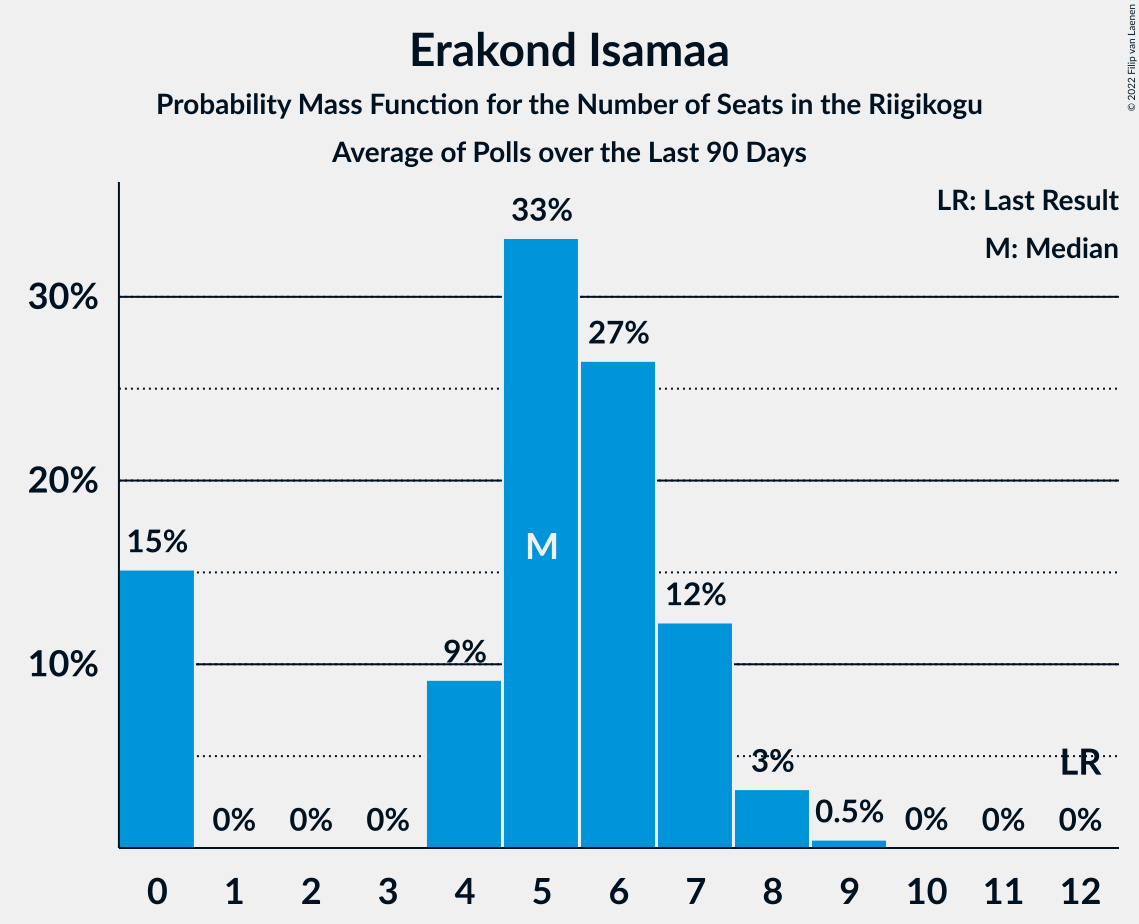 Erakond Isamaa
Probability Mass Function for the Number of Seats in the Riigikogu
Average of Polls over the Last 90 Days
© 2022 Filip van Laenen
LR: Last Result
M: Median
30%
20%
10%
15%
0%
0%
0%
9%
33%
M
27%
12%
3%
0.5%
0%
0%
0%
LR
0 1 2 3 4 5 6 7 8 9 10 11 12